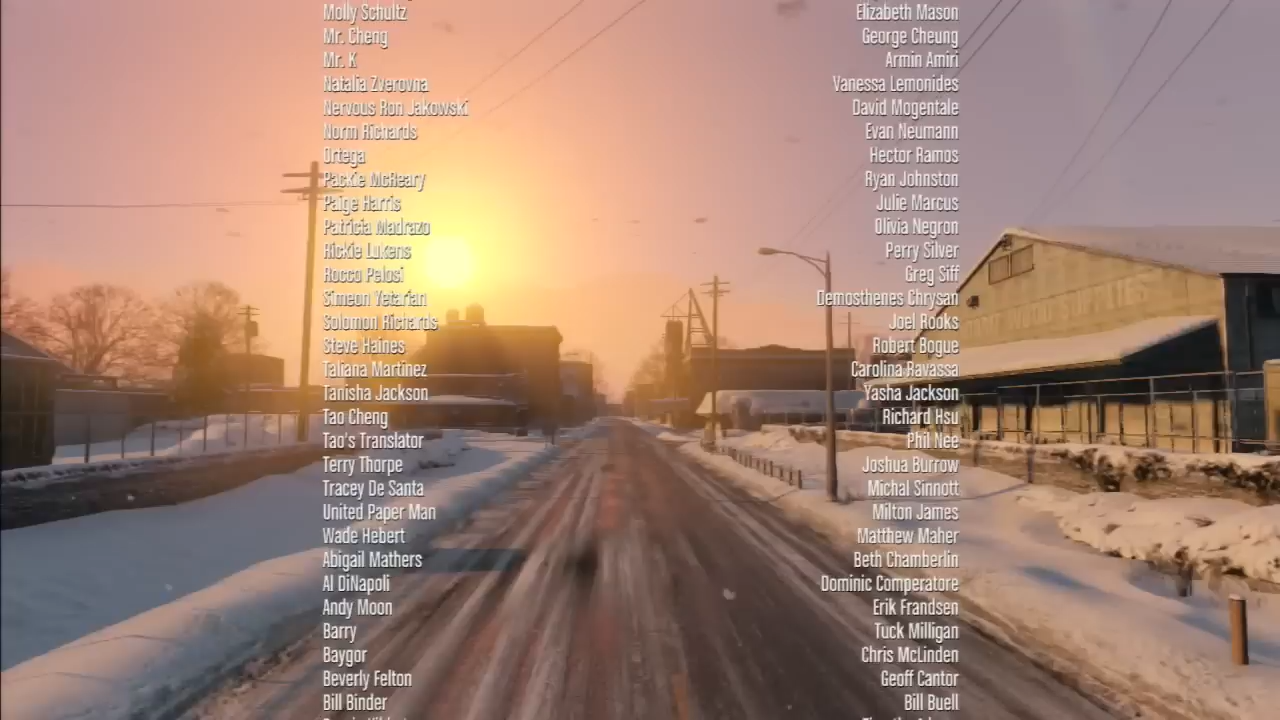 Molly Schultz Elizabeth Mason
Mr. Cheng George Cheung
Mr. K Armin Amiri
Natalia Zverovna Vanessa Lemonides
Nervous Ron Jakowski David Mogentale
Norm Richards Evan Neumann
Ortega Hector Ramos
Packie McReary Ryan Johnston
Paige Harris Julie Marcus
Patricia Madrazo Olivia Negron
Rickie Lukens Perry Silver
Rocco Pelosi Greg Siff
Simeon Yetarian Demosthenes Chrysan
Solomon Richards Joel Rooks
Steve Haines Robert Bogue
Taliana Martinez Carolina Ravassa
Tanisha Jackson Yasha Jackson
Tao Cheng Richard Hsu
Tao's Translator Phil Nee
Terry Thorpe Joshua Burrow
Tracey De Santa Michal Sinnott
United Paper Man Milton James
Wade Hebert Matthew Maher
Abigail Mathers Beth Chamberlin
Al DiNapoli Dominic Comperatore
Andy Moon Erik Frandsen
Barry Tuck Milligan
Baygor Chris McLinden
Beverly Felton Geoff Cantor
Bill Binder Bill Buell